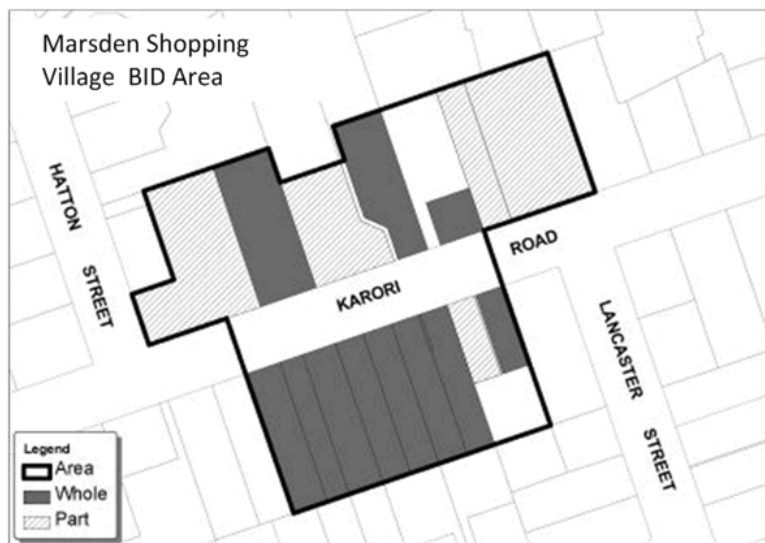 Marsden Shopping
Village BID Area
HATTON
STREET
KARORI
ROAD
LANCASTER
STREET
Legend
Area
Whole
Part